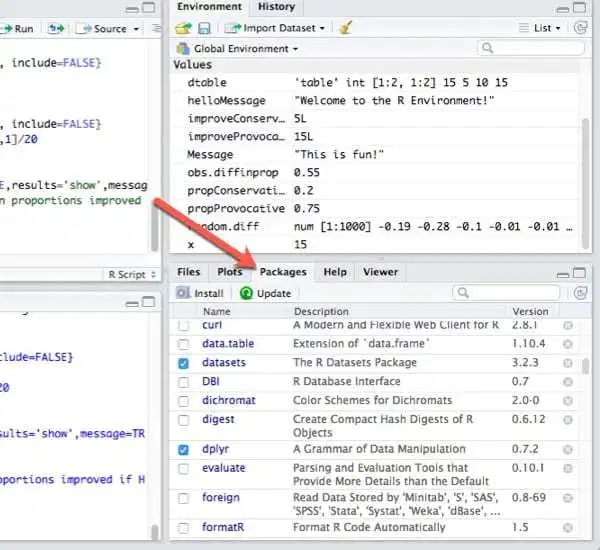 Run Source
, include=FALSE}
, include=FALSE}
,1]/20
E,results='show',messag
n proportions improved
R Script
nclude=FALSE}
20
sults='show',message=TR
oportions improved if H
Environment History
Import Dataset List
Global Environment
Values
dtable 'table' int [1:2, 1:2] 15 5 10 15
helloMessage "Welcome to the R Environment!"
improveConserv… 5L
improveProvoca… 15L
Message "This is fun!"
obs.diffinprop 0.55
propConservati… 0.2
propProvocative 0.75
random.diff num [1:1000] -0.19 -0.28 -0.1 -0.01 -0.01 …
x 15
Files Plots Packages Help Viewer
Install Update
Name Description Version
curl A Modern and Flexible Web Client for R 2.8.1
data.table Extension of `data.frame` 1.10.4
datasets The R Datasets Package 3.2.3
DBI R Database Interface 0.7
dichromat Color Schemes for Dichromats 2.0-0
digest Create Compact Hash Digests of R 0.6.12
Objects
dplyr A Grammar of Data Manipulation 0.7.2
evaluate Parsing and Evaluation Tools that 0.10.1
Provide More Details than the Default
foreign Read Data Stored by 'Minitab', 'S', 'SAS', 0.8-69
'SPSS', 'Stata', 'Systat', 'Weka', 'dBase', ...
formatR Format R Code Automatically 1.5